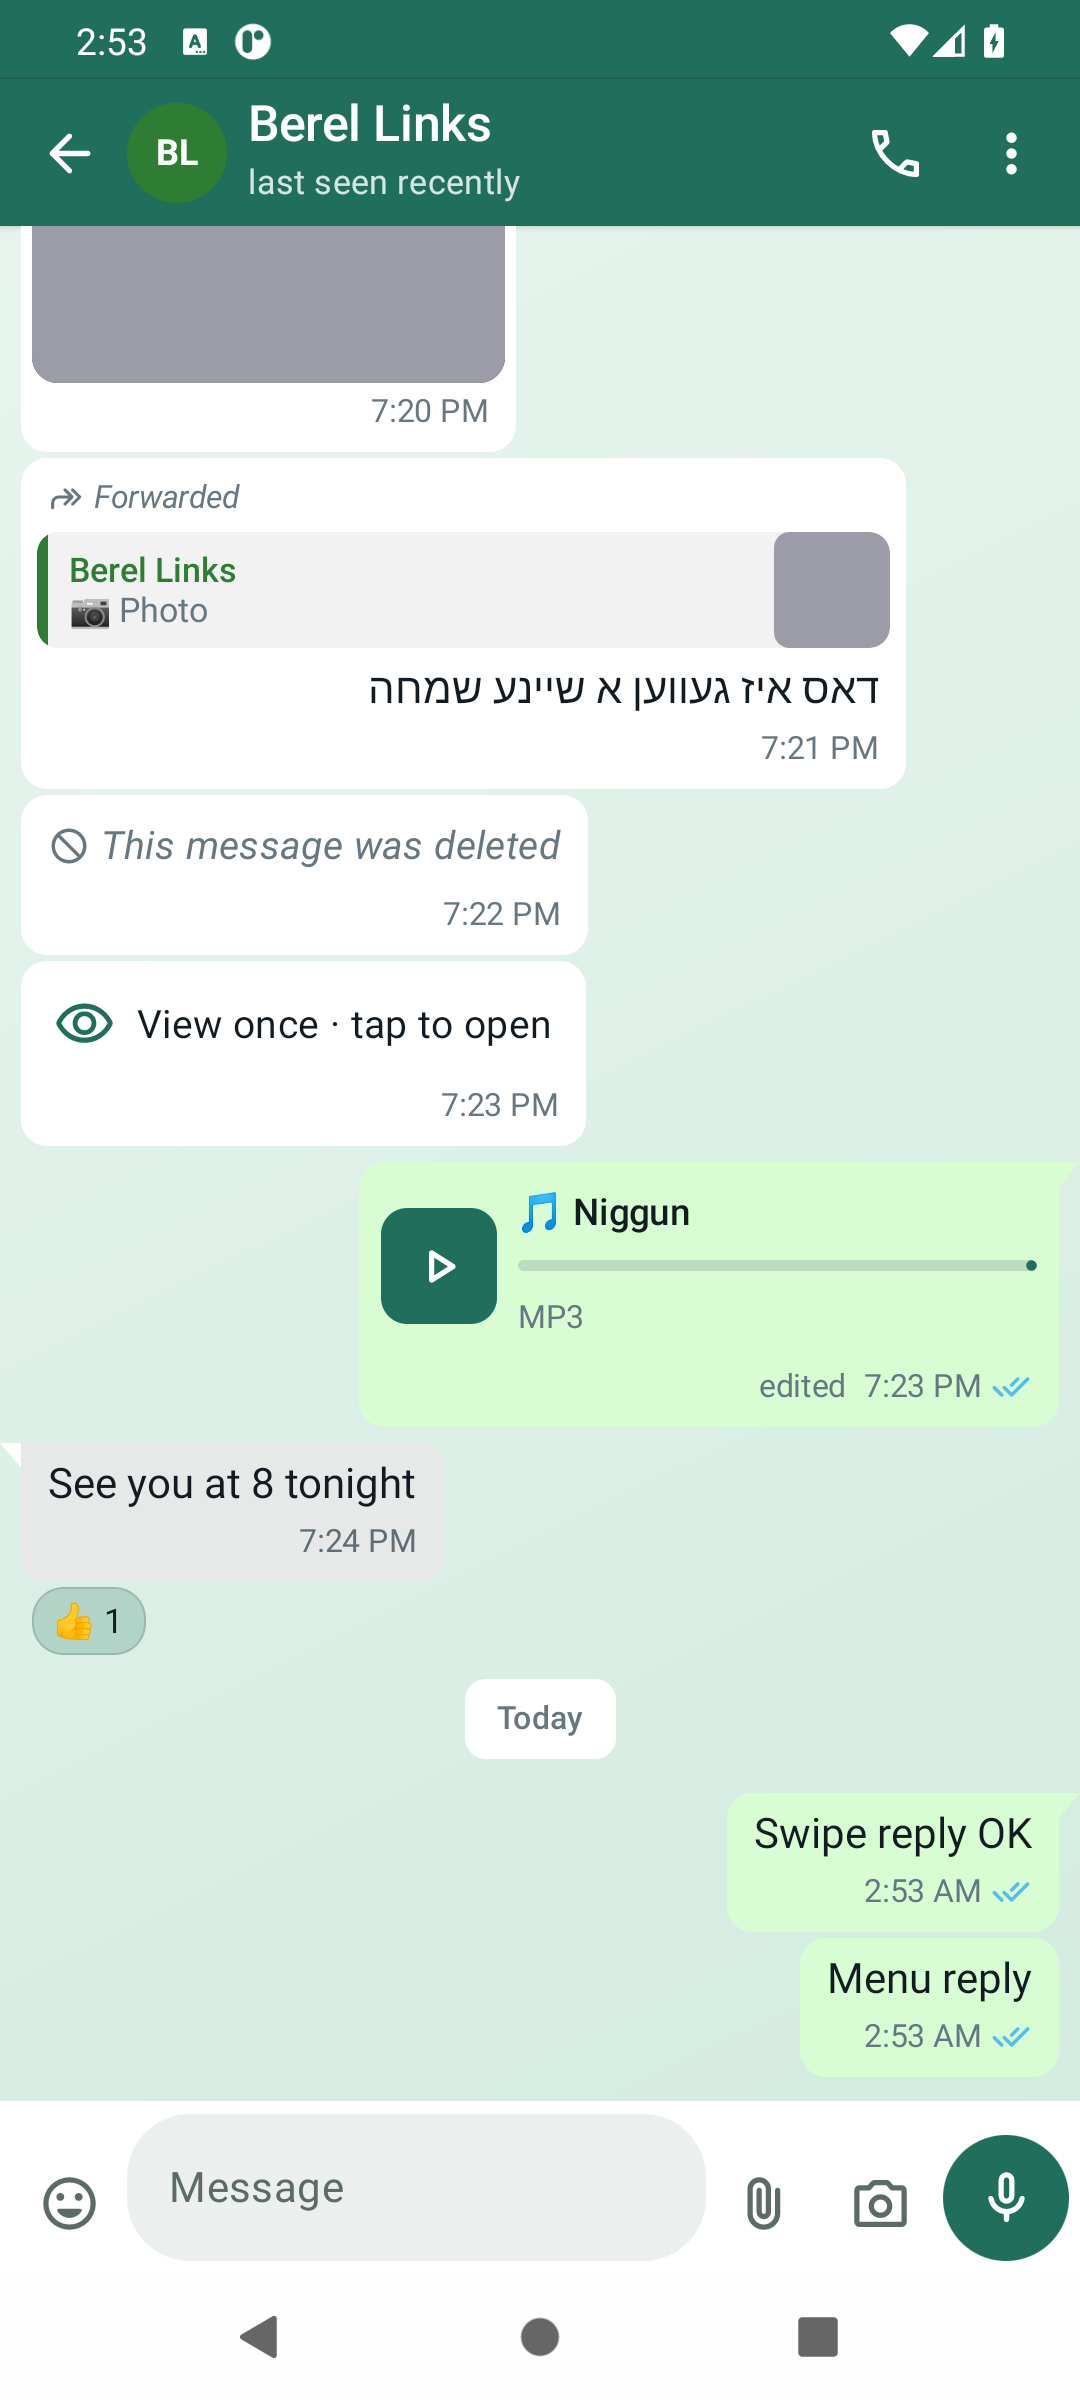 2:53
BL
Berel Links
last seen recently
7:20 PM
Forwarded
Berel Links
📷 Photo
דאס איז געווען א שיינע שמחה
7:21 PM
This message was deleted
7:22 PM
View once · tap to open
7:23 PM
🎵 Niggun
MP3
edited 7:23 PM
See you at 8 tonight
7:24 PM
👍 1
Today
Swipe reply OK
2:53 AM
Menu reply
2:53 AM
Message